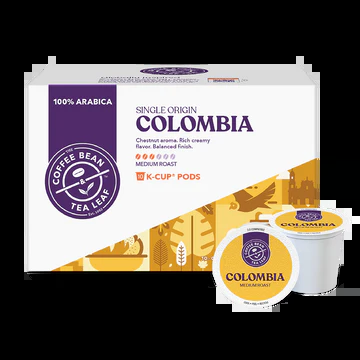 100% ARABICA
SINGLE ORIGIN
COLOMBIA
Chestnut aroma. Rich creamy
flavor. Balanced finish.
MEDIUM ROAST
K-CUP® PODS
THE
COFFEE BEAN
&
TEA LEAF
COFFEE BEAN
TEA LEAF
COLOMBIA
MEDIUM ROAST